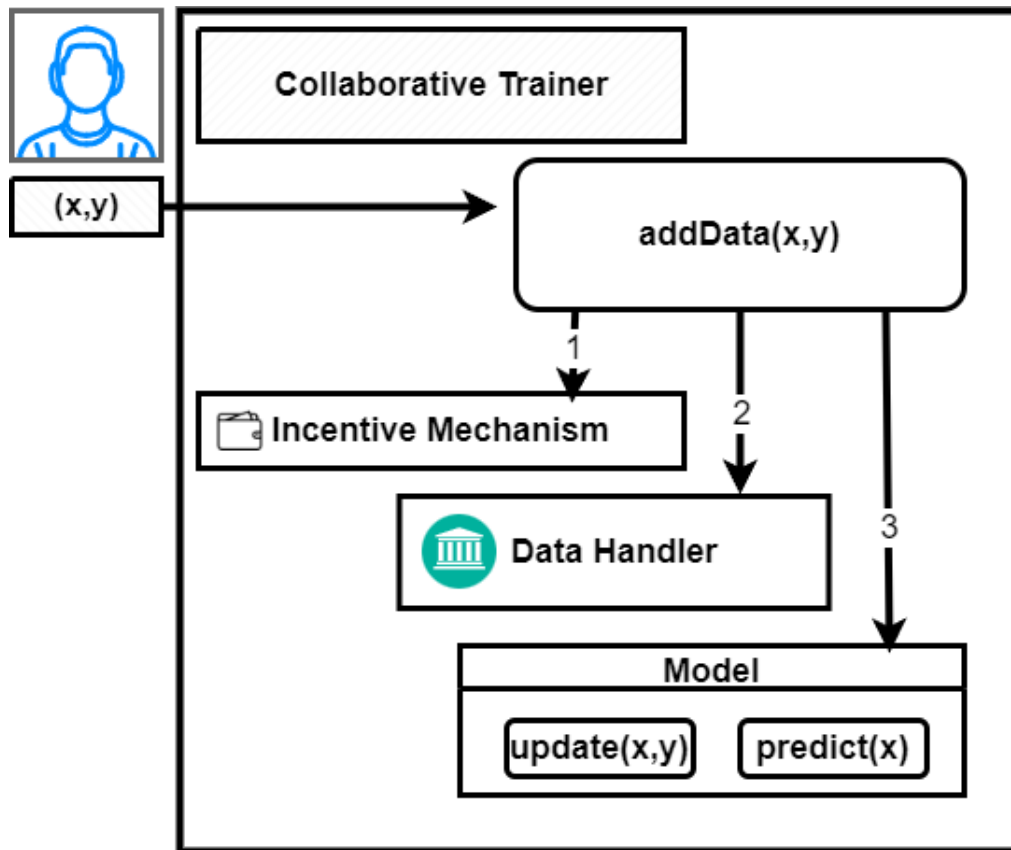 Collaborative Trainer
(x,y)
addData(x,y)
1
Incentive Mechanism
2
Data Handler
3
Model
update(x,y)
predict(x)